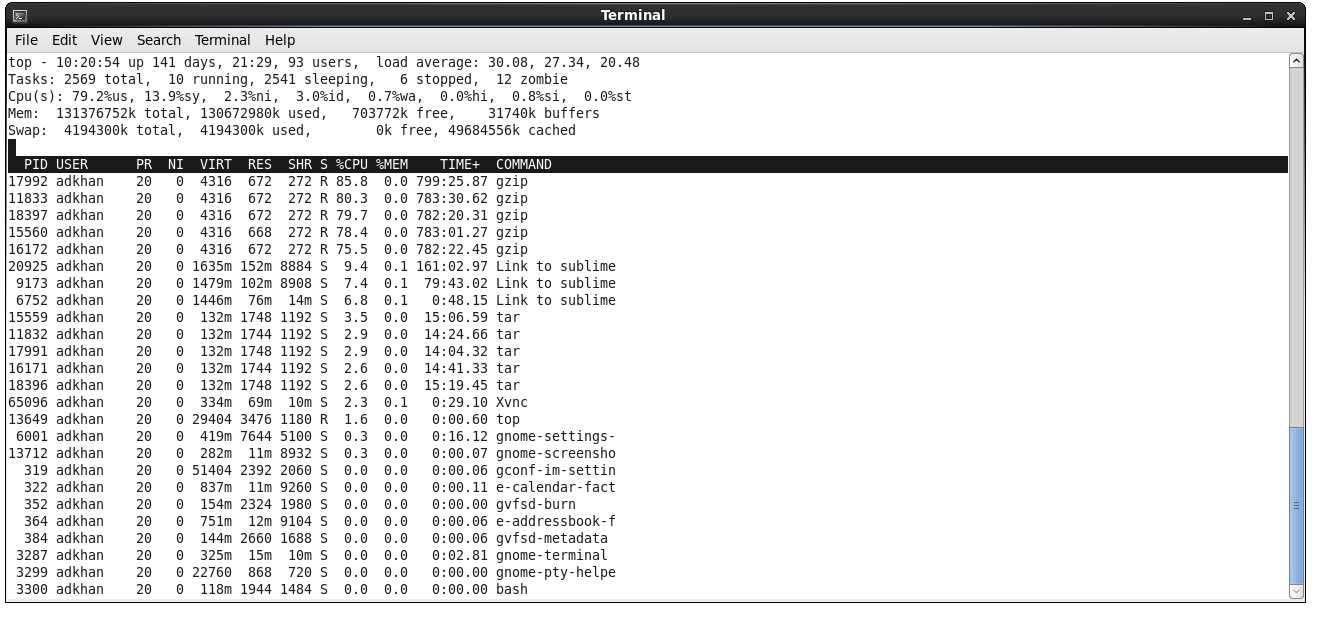 Terminal
File Edit View Search Terminal Help
top - 10:20:54 up 141 days, 21:29, 93 users,  load average: 30.08, 27.34, 20.48
Tasks: 2569 total,  10 running, 2541 sleeping,   6 stopped,  12 zombie
Cpu(s): 79.2%us, 13.9%sy,  2.3%ni,  3.0%id,  0.7%wa,  0.0%hi,  0.8%si,  0.0%st
Mem:  131376752k total, 130672980k used,   703772k free,    31740k buffers
Swap:  4194300k total,  4194300k used,        0k free, 49684556k cached
  PID USER      PR  NI  VIRT  RES  SHR S %CPU %MEM    TIME+  COMMAND
17992 adkhan    20   0  4316  672  272 R 85.8  0.0 799:25.87 gzip
11833 adkhan    20   0  4316  672  272 R 80.3  0.0 783:30.62 gzip
18397 adkhan    20   0  4316  672  272 R 79.7  0.0 782:20.31 gzip
15560 adkhan    20   0  4316  668  272 R 78.4  0.0 783:01.27 gzip
16172 adkhan    20   0  4316  672  272 R 75.5  0.0 782:22.45 gzip
20925 adkhan    20   0 1635m 152m 8884 S  9.4  0.1 161:02.97 Link to sublime
 9173 adkhan    20   0 1479m 102m 8908 S  7.4  0.1  79:43.02 Link to sublime
 6752 adkhan    20   0 1446m  76m  14m S  6.8  0.1   0:48.15 Link to sublime
15559 adkhan    20   0  132m 1748 1192 S  3.5  0.0  15:06.59 tar
11832 adkhan    20   0  132m 1744 1192 S  2.9  0.0  14:24.66 tar
17991 adkhan    20   0  132m 1748 1192 S  2.9  0.0  14:04.32 tar
16171 adkhan    20   0  132m 1744 1192 S  2.6  0.0  14:41.33 tar
18396 adkhan    20   0  132m 1748 1192 S  2.6  0.0  15:19.45 tar
65096 adkhan    20   0  334m  69m  10m S  2.3  0.1   0:29.10 Xvnc
13649 adkhan    20   0 29404 3476 1180 R  1.6  0.0   0:00.60 top
 6001 adkhan    20   0  419m 7644 5100 S  0.3  0.0   0:16.12 gnome-settings-
13712 adkhan    20   0  282m  11m 8932 S  0.3  0.0   0:00.07 gnome-screensho
  319 adkhan    20   0 51404 2392 2060 S  0.0  0.0   0:00.06 gconf-im-settin
  322 adkhan    20   0  837m  11m 9260 S  0.0  0.0   0:00.11 e-calendar-fact
  352 adkhan    20   0  154m 2324 1980 S  0.0  0.0   0:00.00 gvfsd-burn
  364 adkhan    20   0  751m  12m 9104 S  0.0  0.0   0:00.06 e-addressbook-f
  384 adkhan    20   0  144m 2660 1688 S  0.0  0.0   0:00.06 gvfsd-metadata
 3287 adkhan    20   0  325m  15m  10m S  0.0  0.0   0:02.81 gnome-terminal
 3299 adkhan    20   0 22760  868  720 S  0.0  0.0   0:00.00 gnome-pty-helpe
 3300 adkhan    20   0  118m 1944 1484 S  0.0  0.0   0:00.00 bash